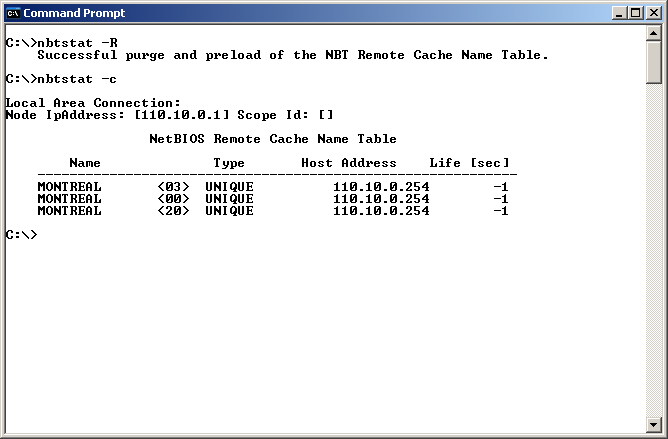 Command Prompt
C:\>nbtstat -R
    Successful purge and preload of the NBT Remote Cache Name Table.
C:\>nbtstat -c
Local Area Connection:
Node IpAddress: [110.10.0.1] Scope Id: []
                  NetBIOS Remote Cache Name Table
        Name              Type       Host Address    Life [sec]
    ------------------------------------------------------------
    MONTREAL       <03>  UNIQUE          110.10.0.254        -1
    MONTREAL       <00>  UNIQUE          110.10.0.254        -1
    MONTREAL       <20>  UNIQUE          110.10.0.254        -1
C:\>